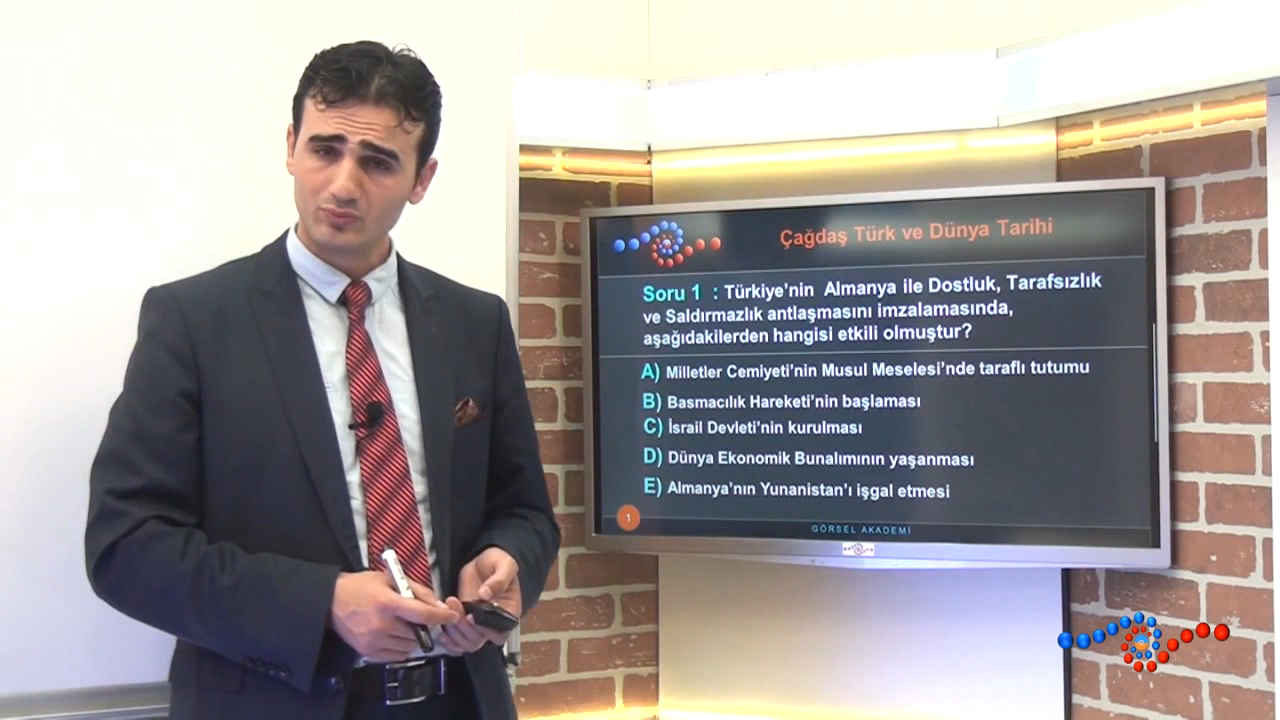 Çağdaş Türk ve Dünya Tarihi
Soru 1 : Türkiye'nin Almanya ile Dostluk, Tarafsızlık
ve Saldırmazlık antlaşmasını imzalamasında,
aşağıdakilerden hangisi etkili olmuştur?
A) Milletler Cemiyeti'nin Musul Meselesi'nde taraflı tutumu
B) Basmacılık Hareketi'nin başlaması
C) İsrail Devleti'nin kurulması
D) Dünya Ekonomik Bunalımının yaşanması
E) Almanya'nın Yunanistan'ı işgal etmesi
1
GÖRSEL AKADEMİ